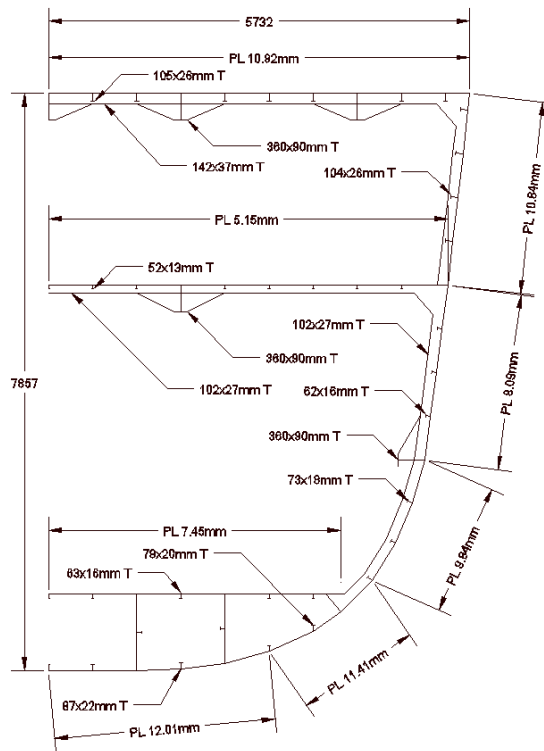 5732
PL 10.92mm
105x26mm T
360x90mm T
142x37mm T
104x26mm T
PL 10.84mm
PL 5.15mm
52x13mm T
7857
102x27mm T
360x90mm T
102x27mm T
62x16mm T
PL 8.09mm
360x90mm T
73x18mm T
PL 7.45mm
79x20mm T
63x16mm T
PL 9.84mm
PL 11.41mm
87x22mm T
PL 12.01mm